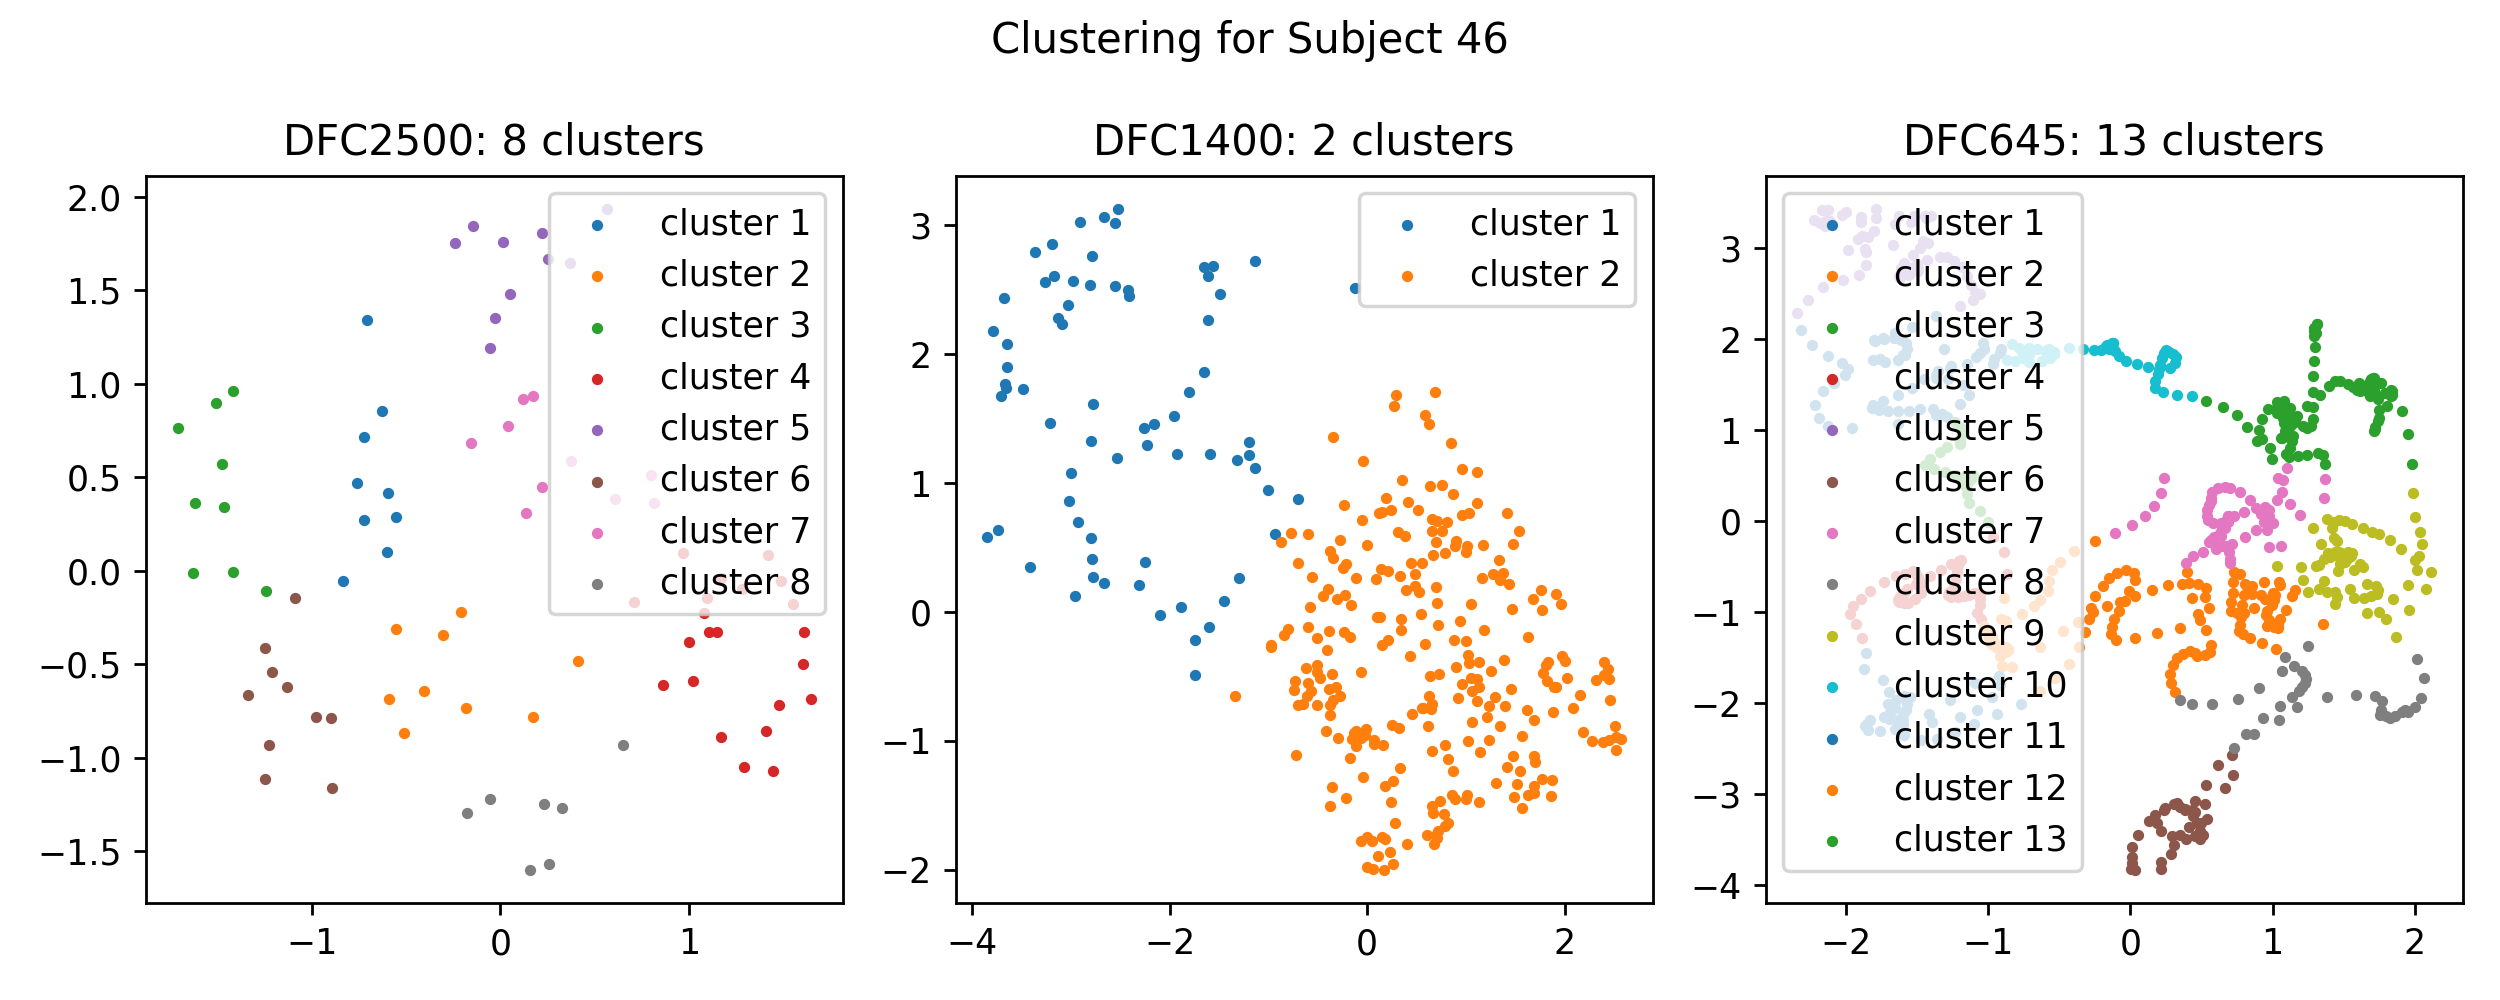 Clustering for Subject 46
DFC2500: 8 clusters
2.0
1.5
1.0
0.5
0.0
−0.5
−1.0
−1.5
−1
0
1
cluster 1
cluster 2
cluster 3
cluster 4
cluster 5
cluster 6
cluster 7
cluster 8
DFC1400: 2 clusters
3
2
1
0
−1
−2
−4
−2
0
2
cluster 1
cluster 2
DFC645: 13 clusters
3
2
1
0
−1
−2
−3
−4
−2
−1
0
1
2
cluster 1
cluster 2
cluster 3
cluster 4
cluster 5
cluster 6
cluster 7
cluster 8
cluster 9
cluster 10
cluster 11
cluster 12
cluster 13